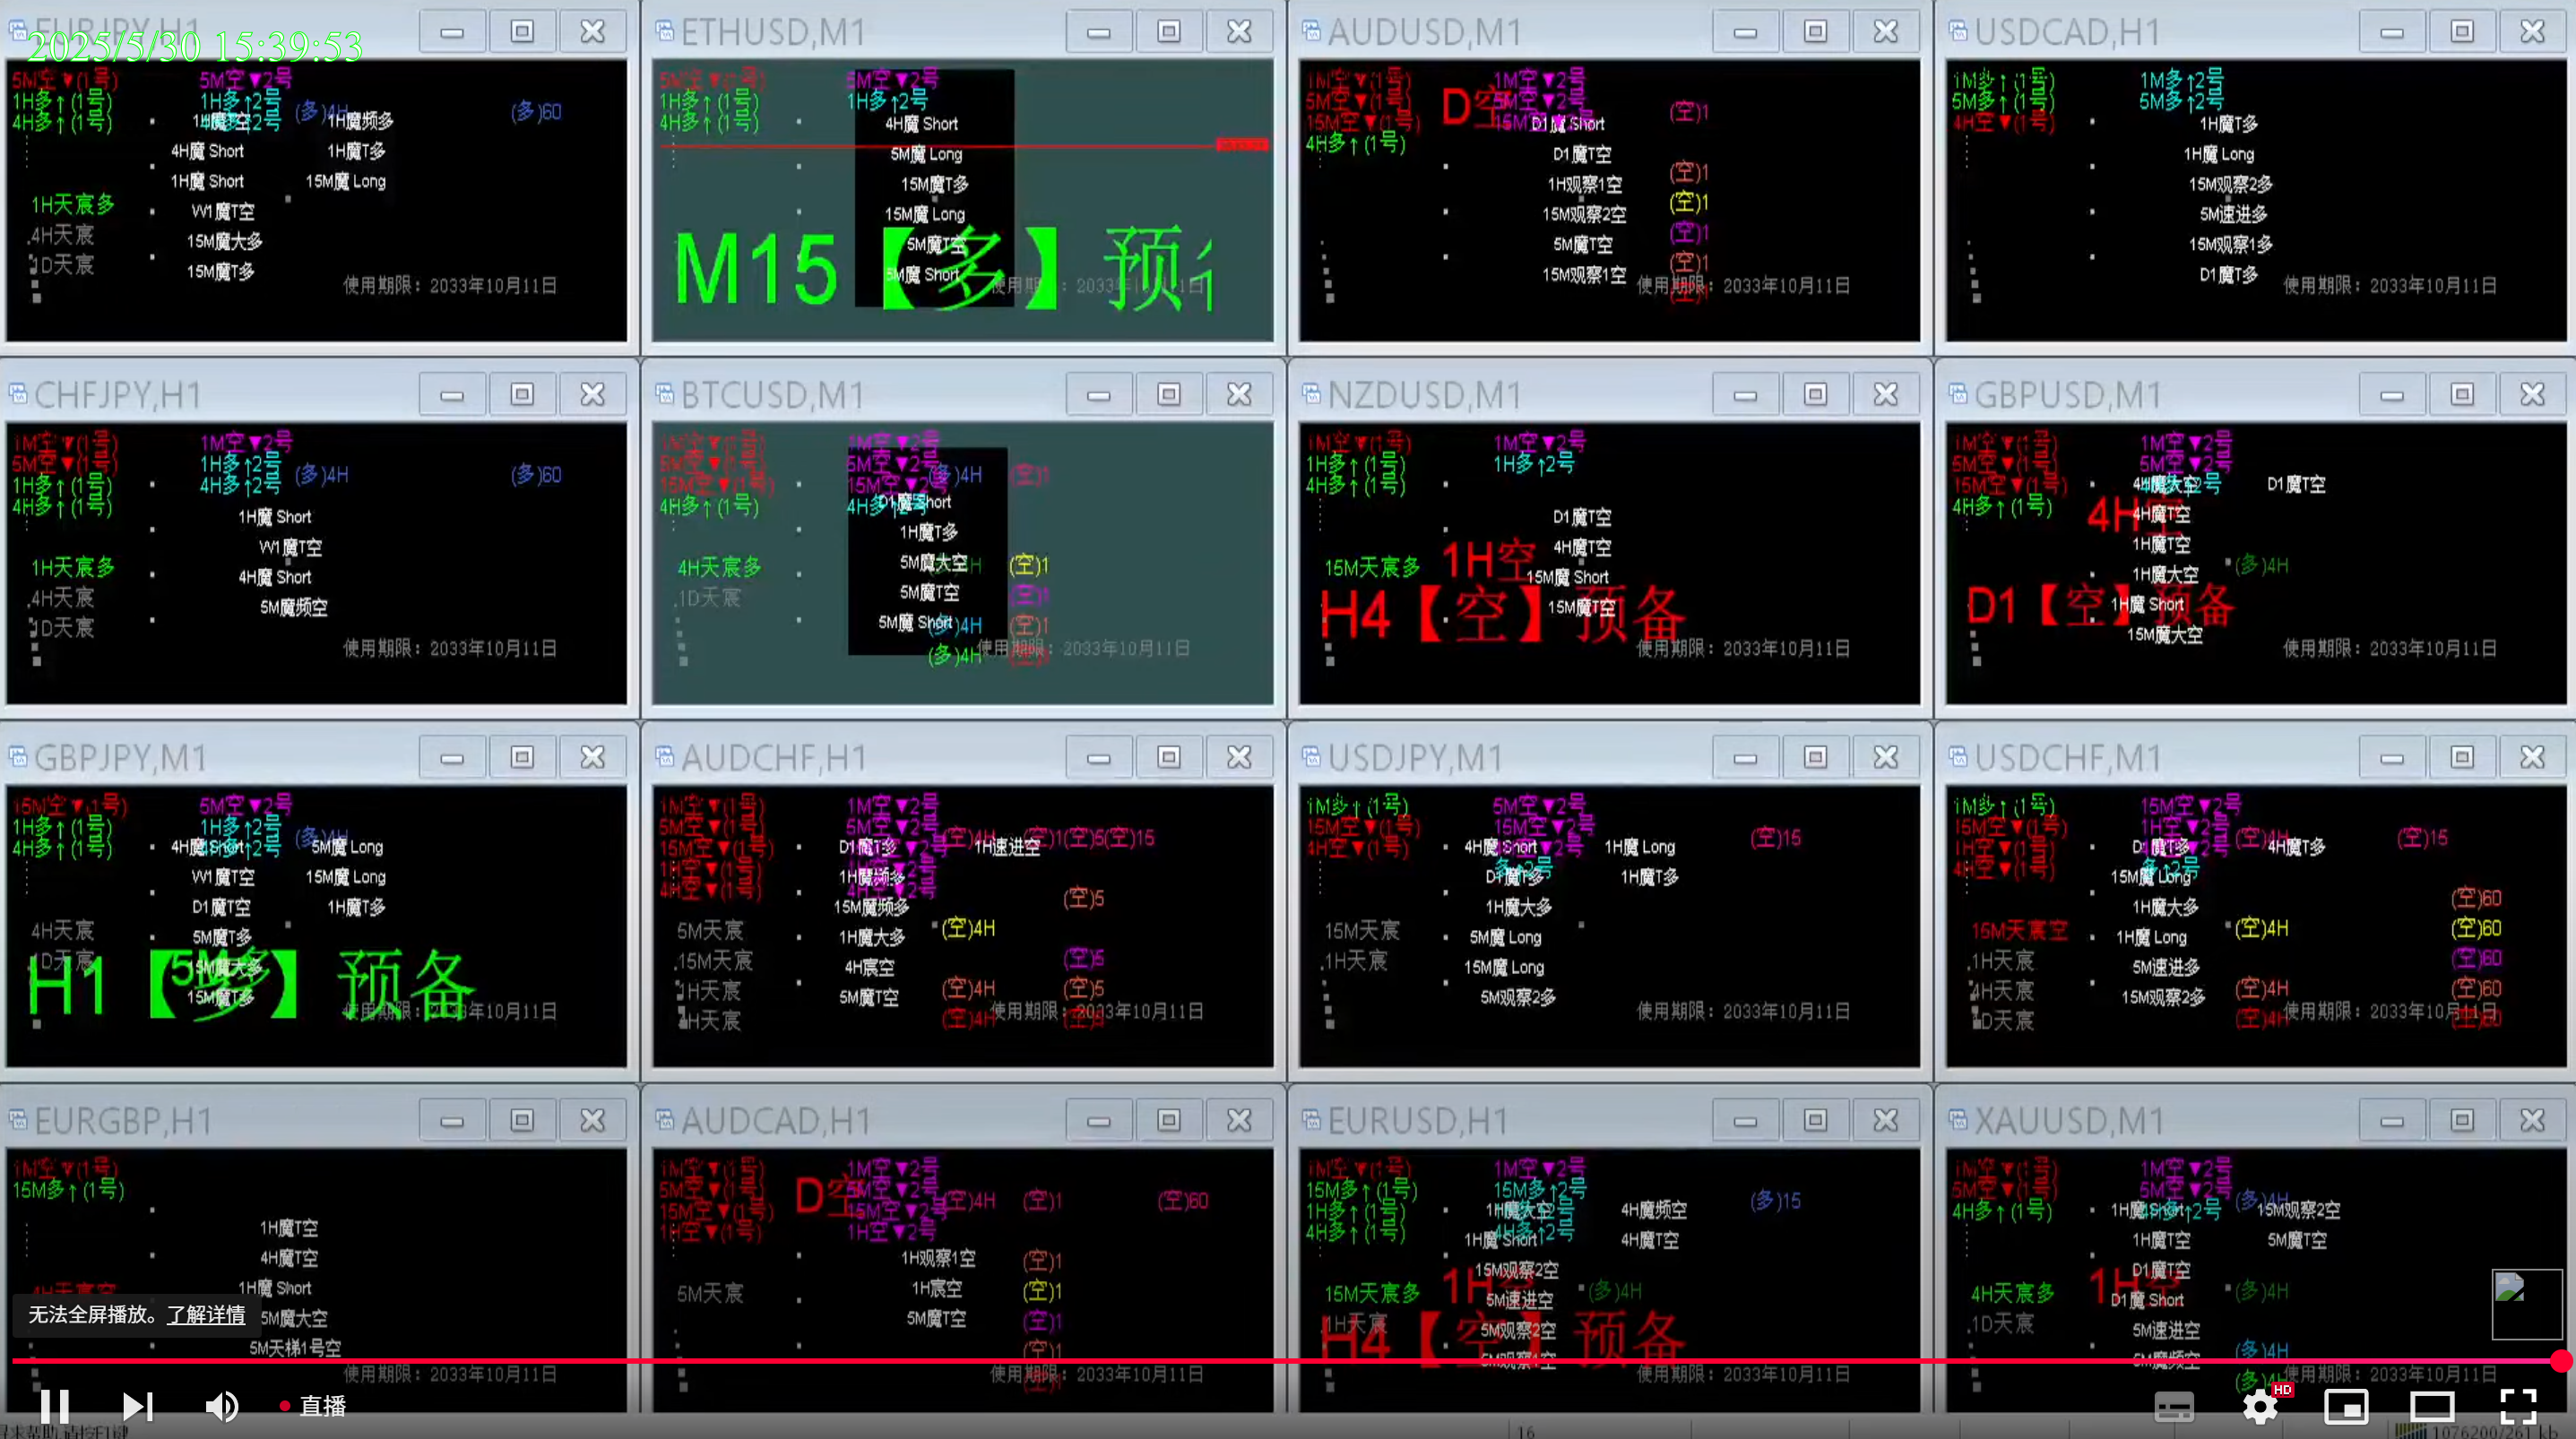 EURJPY,H1
2025/5/30 15:39:53
5M空▼(1号) 5M空▼2号
1H多↑(1号) 1H多↑2号 (多)4H (多)60
4H多↑(1号) 1H魔频多
4H魔 Short 1H魔T多
1H魔 Short 15M魔 Long
1H天宸多 W1魔T空
4H天宸 15M魔大多
1D天宸 15M魔T多
使用期限：2033年10月11日
ETHUSD,M1
5M空▼(1号) 5M空▼2号
1H多↑(1号) 1H多↑2号
4H多↑(1号) 4H魔 Short
5M魔 Long
15M魔T多
15M魔 Long
5M魔T空
5M魔 Short
M15【多】预
AUDUSD,M1
1M空▼(1号) 1M空▼2号
5M空▼(1号) D空 5M空▼2号 (空)1
15M空▼(1号) D1魔 Short
4H多↑(1号) D1魔T空
1H观察1空 (空)1
15M观察2空 (空)1
5M魔T空 (空)1
15M观察1空 (空)1
使用期限：2033年10月11日
USDCAD,H1
1M多↑(1号) 1M多↑2号
5M多↑(1号) 5M多↑2号
4H空▼(1号) 1H魔T多
1H魔 Long
15M观察2多
5M速进多
15M观察1多
D1魔T多
使用期限：2033年10月11日
CHFJPY,H1
1M空▼(1号) 1M空▼2号
5M空▼(1号) 1H多↑2号
1H多↑(1号) 4H多↑2号 (多)4H (多)60
4H多↑(1号)
1H魔 Short
W1魔T空
1H天宸多 4H魔 Short
4H天宸 5M魔频空
1D天宸
使用期限：2033年10月11日
BTCUSD,M1
1M空▼(1号) 1M空▼2号
5M空▼(1号) 5M空▼2号 (多)4H (空)1
15M空▼(1号) 15M空▼2号
4H多↑(1号) 4H多↑2号 D1魔 Short
1H魔T多
4H天宸多 5M魔大空 (空)1
1D天宸 5M魔T空 (空)1
5M魔 Short (多)4H (空)1
(多)4H
使用期限：2033年10月11日
NZDUSD,M1
1M空▼(1号) 1M空▼2号
1H多↑(1号) 1H多↑2号
4H多↑(1号)
D1魔T空
1H空 4H魔T空
15M天宸多 15M魔 Short
H4【空】预备 15M魔T空
使用期限：2033年10月11日
GBPUSD,M1
1M空▼(1号) 1M空▼2号
5M空▼(1号) 5M空▼2号
15M空▼(1号) 4H魔大空 D1魔T空
4H多↑(1号) 4H空 4H魔T空
1H魔T空
1H魔大空 (多)4H
D1【空】预备 1H魔 Short
15M魔大空
使用期限：2033年10月11日
GBPJPY,M1
15M空▼(1号) 5M空▼2号
1H多↑(1号) 1H多↑2号 (多)4H
4H多↑(1号) 4H魔 Short 5M魔 Long
W1魔T空 15M魔 Long
D1魔T空 1H魔T多
4H天宸 5M魔T多
1D天宸 15M魔大多
H1【多】预备 15M魔T多
使用期限：2033年10月11日
AUDCHF,H1
1M空▼(1号) 1M空▼2号
5M空▼(1号) 5M空▼2号 (空)4H (空)1(空)5(空)15
15M空▼(1号) D1魔T多 1H速进空
1H空▼(1号) 1H魔频多
4H空▼(1号) 15M魔频多 (空)5
5M天宸 1H魔大多 (空)4H
15M天宸 4H宸空 (空)5
1H天宸 5M魔T空 (空)4H (空)5
4H天宸 (空)4H
使用期限：2033年10月11日
USDJPY,M1
1M多↑(1号) 5M空▼2号
15M空▼(1号) 15M空▼2号 (空)15
4H空▼(1号) 4H魔 Short 1H魔 Long
D1魔T多 1H魔T多
1H魔大多
15M天宸 5M魔 Long
1H天宸 15M魔 Long
5M观察2多
使用期限：2033年10月11日
USDCHF,M1
1M多↑(1号) 15M空▼2号
15M空▼(1号) 1H空▼2号 (空)4H (空)15
1H空▼(1号) D1魔T多 4H魔T多
4H空▼(1号) 15M魔 Long
1H魔大多 (空)60
15M天宸空 1H魔 Long (空)4H (空)60
1H天宸 5M速进多 (空)60
4H天宸 15M观察2多 (空)4H (空)60
1D天宸 (空)4H
使用期限：2033年10月11日
EURGBP,H1
1M空▼(1号)
15M多↑(1号)
1H魔T空
4H魔T空
4H天宸空 1H魔 Short
5M魔大空
5M天梯1号空
使用期限：2033年10月11日
AUDCAD,H1
1M空▼(1号) 1M空▼2号
5M空▼(1号) D空 5M空▼2号 (空)4H (空)1 (空)60
15M空▼(1号) 15M空▼2号
1H空▼(1号) 1H空▼2号
1H观察1空 (空)1
5M天宸 1H宸空 (空)1
5M魔T空 (空)1
(空)1
使用期限：2033年10月11日
EURUSD,H1
1M空▼(1号) 1M空▼2号
15M多↑(1号) 15M多↑2号 (多)15
1H多↑(1号) 1H魔大空 4H魔频空
4H多↑(1号) 1H魔 Short 4H魔T空
15M观察2空
15M天宸多 1H空 5M速进空 (多)4H
1H天宸 5M观察2空
H4【空】预备 15M观察1空
使用期限：2033年10月11日
XAUUSD,M1
1M空▼(1号) 1M空▼2号
5M空▼(1号) 5M空▼2号 (多)4H
4H多↑(1号) 1H魔 Short 15M观察2空
1H魔T空 5M魔T空
D1魔T空
4H天宸多 1H空 D1魔 Short (多)4H
1D天宸 5M速进空
5M魔频空 (多)4H
(多)4H
使用期限：2033年10月11日
无法全屏播放。了解详情
直播
HD
16
1076200/261 kb